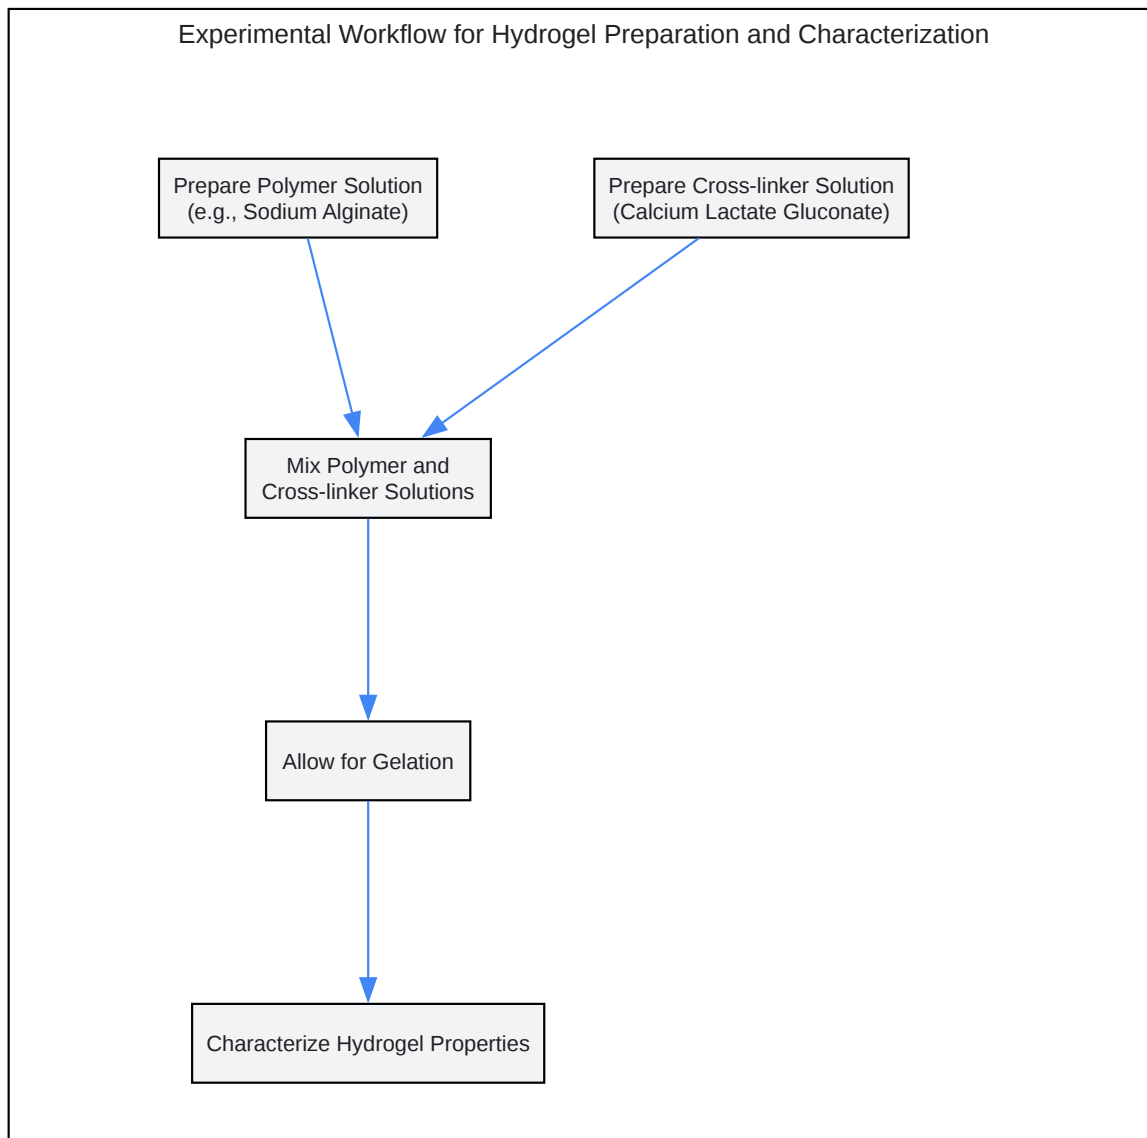 Experimental Workflow for Hydrogel Preparation and Characterization
Prepare Polymer Solution
(e.g., Sodium Alginate)
Prepare Cross-linker Solution
(Calcium Lactate Gluconate)
Mix Polymer and
Cross-linker Solutions
Allow for Gelation
Characterize Hydrogel Properties